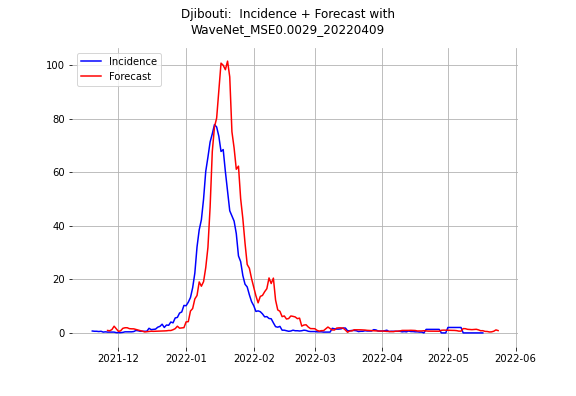 Djibouti:  Incidence + Forecast with
WaveNet_MSE0.0029_20220409
Incidence
Forecast
100
80
60
40
20
0
2021-12 2022-01 2022-02 2022-03 2022-04 2022-05 2022-06